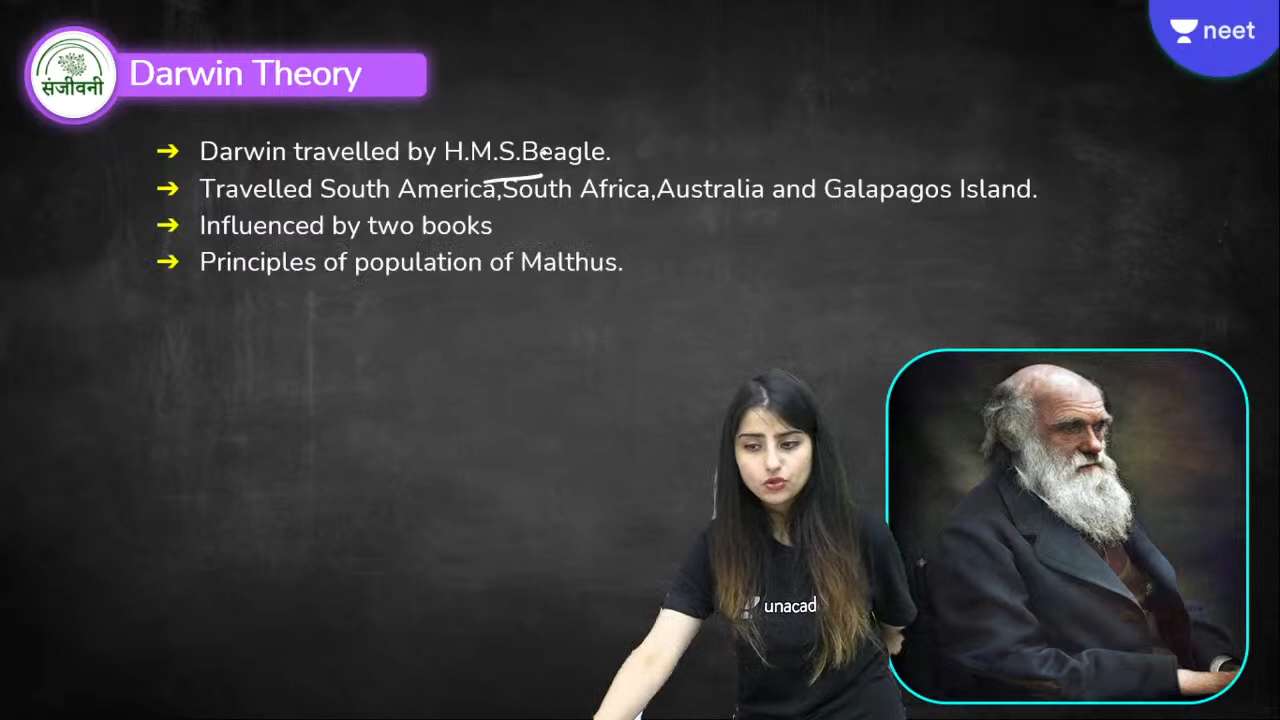 neet
संजीवनी
Darwin Theory
➔ Darwin travelled by H.M.S.Beagle.
➔ Travelled South America,South Africa,Australia and Galapagos Island.
➔ Influenced by two books
➔ Principles of population of Malthus.
unacad